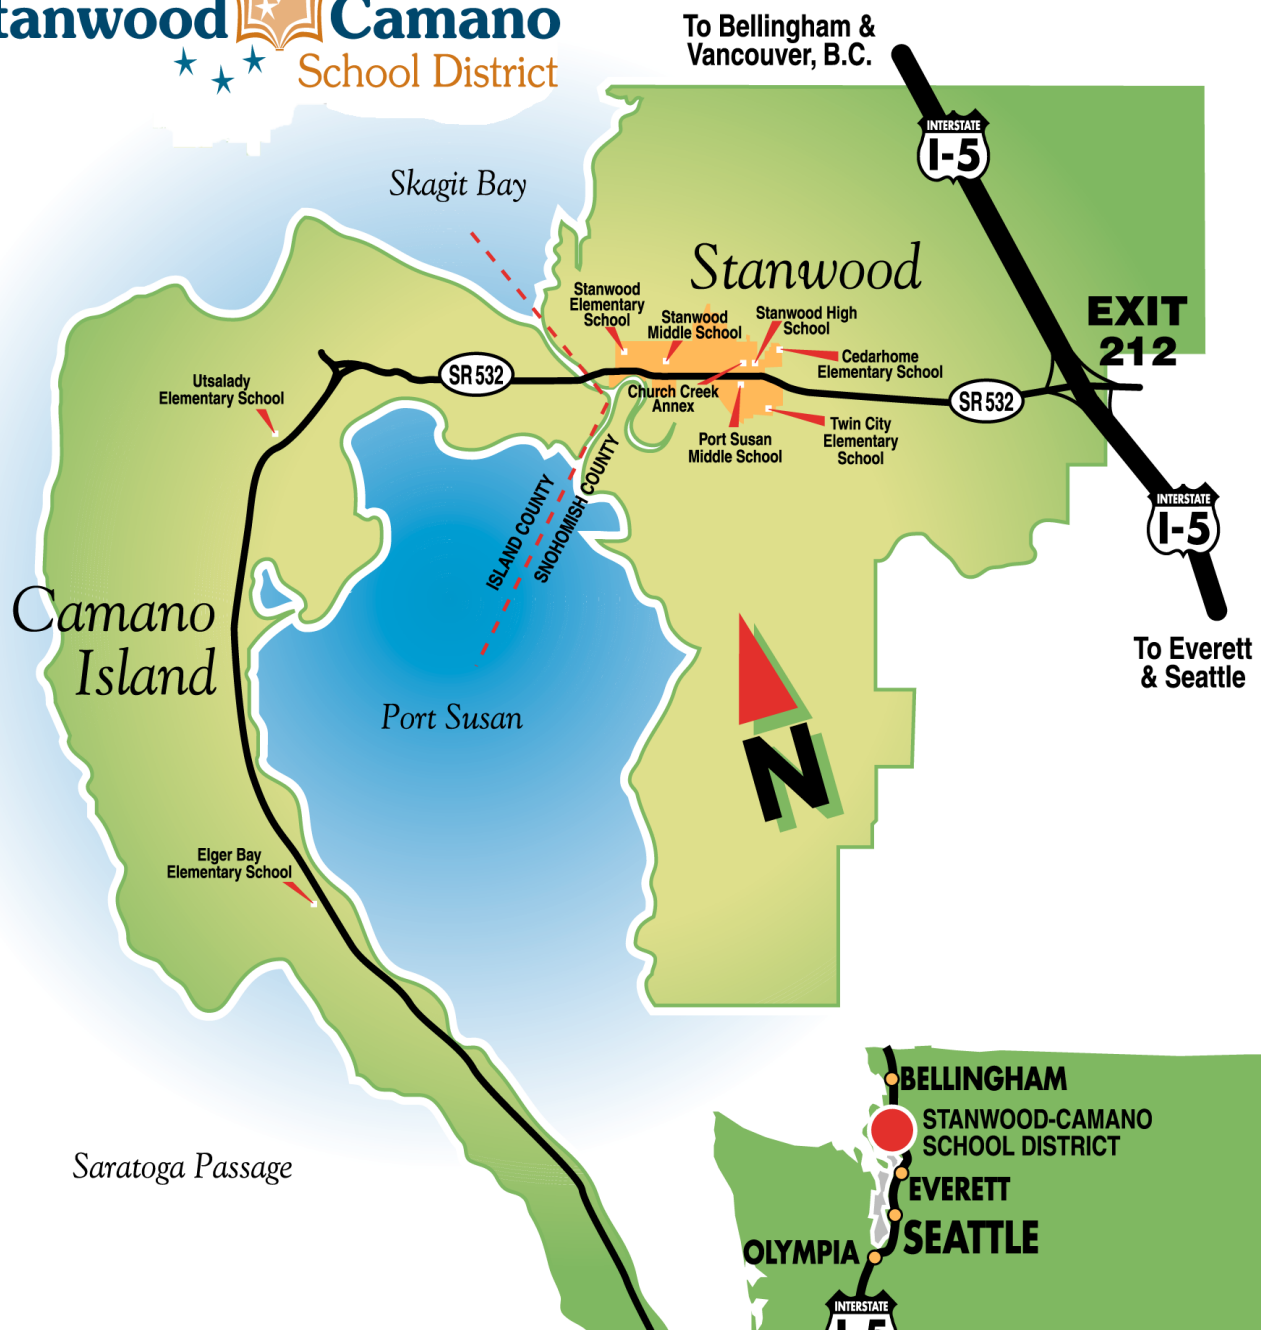 tanwood Camano
School District
To Bellingham &
Vancouver, B.C.
INTERSTATE
I-5
Skagit Bay
Stanwood
Stanwood
Elementary
School
Stanwood
Middle School
Stanwood High
School
EXIT
212
Cedarhome
Elementary School
SR 532
Utsalady
Elementary School
Church Creek
Annex
SR 532
Port Susan
Middle School
Twin City
Elementary
School
ISLAND COUNTY
SNOHOMISH COUNTY
INTERSTATE
I-5
Camano
Island
To Everett
& Seattle
Port Susan
N
Elger Bay
Elementary School
Saratoga Passage
BELLINGHAM
STANWOOD-CAMANO
SCHOOL DISTRICT
EVERETT
SEATTLE
OLYMPIA
INTERSTATE
I-5